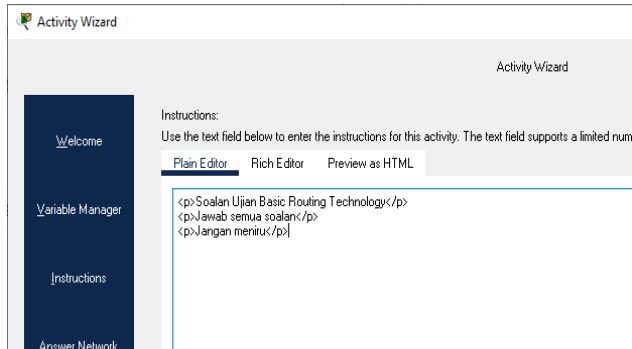 Activity Wizard
Activity Wizard
Instructions:
Use the text field below to enter the instructions for this activity. The text field supports a limited num
Welcome
Plain Editor Rich Editor Preview as HTML
<p>Soalan Ujian Basic Routing Technology</p>
Variable Manager
<p>Jawab semua soalan</p>
<p>Jangan meniru</p>
Instructions
Answer Network